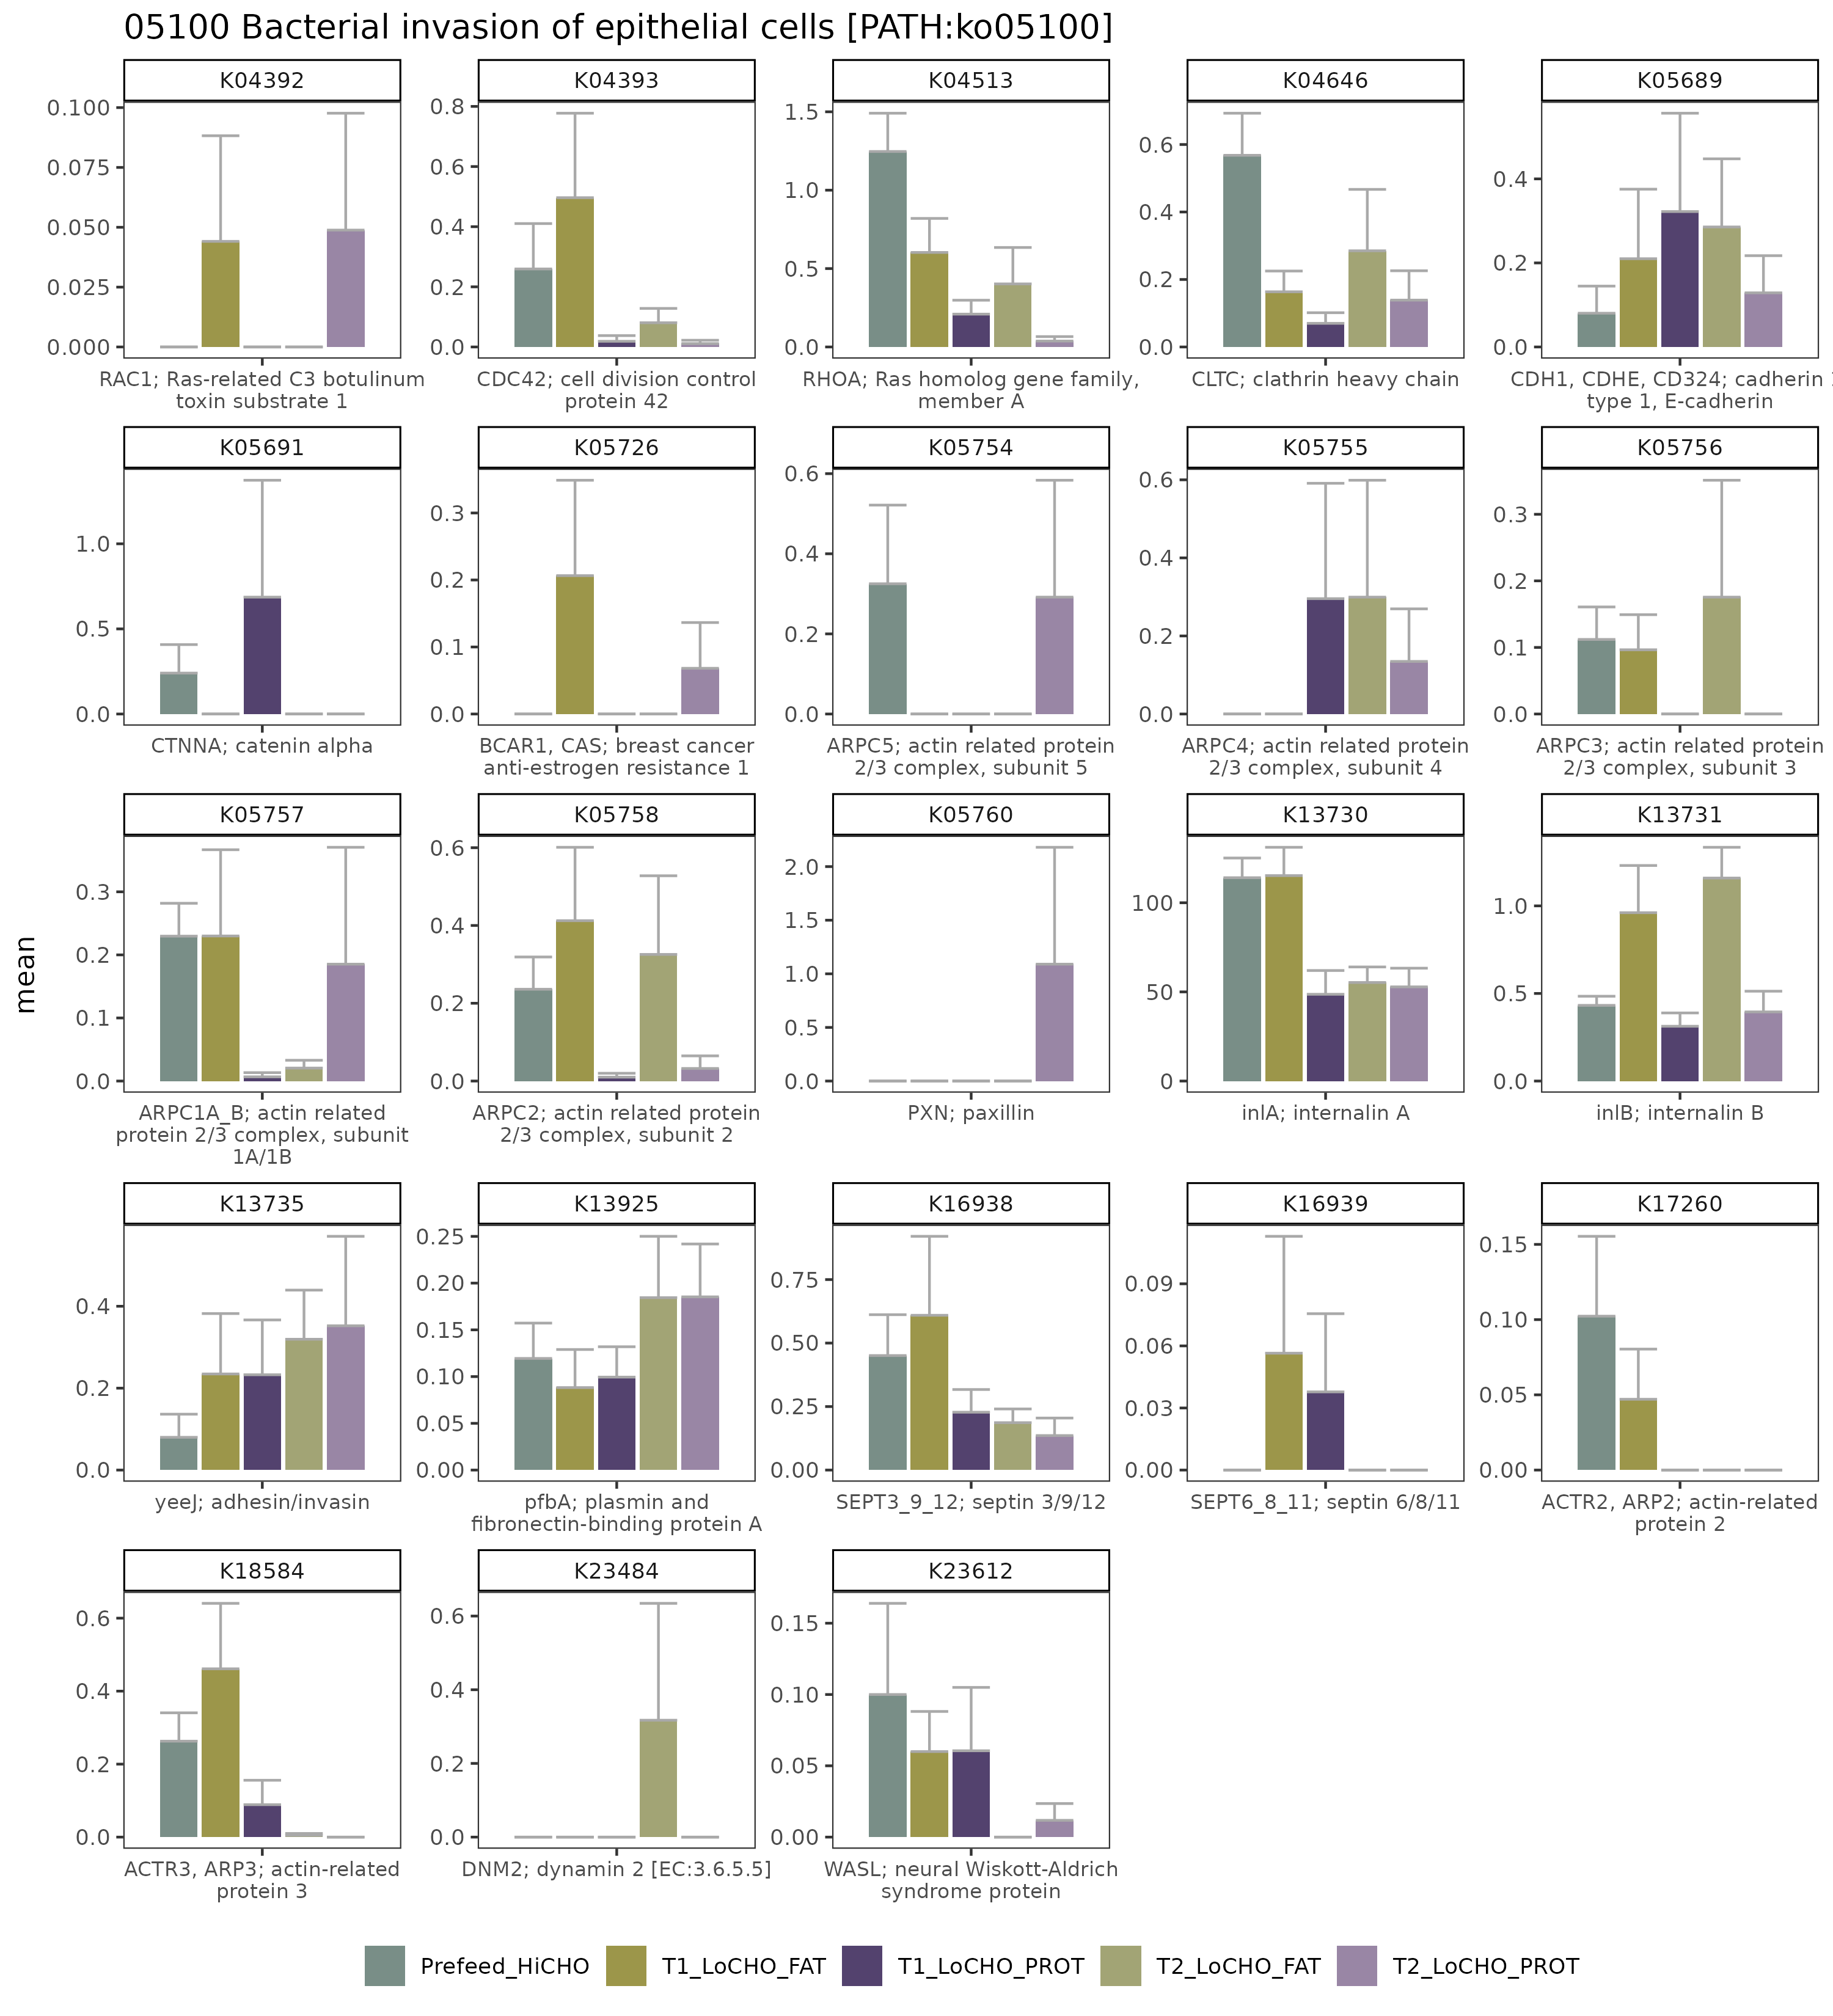 05100 Bacterial invasion of epithelial cells [PATH:ko05100]
K04392 K04393 K04513 K04646 K05689
0.100
0.075
0.050
0.025
0.000
0.8
0.6
0.4
0.2
0.0
1.5
1.0
0.5
0.0
0.6
0.4
0.2
0.0
0.4
0.2
0.0
RAC1; Ras-related C3 botulinum
toxin substrate 1
CDC42; cell division control
protein 42
RHOA; Ras homolog gene family,
member A
CLTC; clathrin heavy chain
CDH1, CDHE, CD324; cadherin
type 1, E-cadherin
K05691 K05726 K05754 K05755 K05756
1.0
0.5
0.0
0.3
0.2
0.1
0.0
0.6
0.4
0.2
0.0
0.6
0.4
0.2
0.0
0.3
0.2
0.1
0.0
CTNNA; catenin alpha
BCAR1, CAS; breast cancer
anti-estrogen resistance 1
ARPC5; actin related protein
2/3 complex, subunit 5
ARPC4; actin related protein
2/3 complex, subunit 4
ARPC3; actin related protein
2/3 complex, subunit 3
mean
K05757 K05758 K05760 K13730 K13731
0.3
0.2
0.1
0.0
0.6
0.4
0.2
0.0
2.0
1.5
1.0
0.5
0.0
100
50
0
1.0
0.5
0.0
ARPC1A_B; actin related
protein 2/3 complex, subunit
1A/1B
ARPC2; actin related protein
2/3 complex, subunit 2
PXN; paxillin
inlA; internalin A
inlB; internalin B
K13735 K13925 K16938 K16939 K17260
0.4
0.2
0.0
0.25
0.20
0.15
0.10
0.05
0.00
0.75
0.50
0.25
0.00
0.09
0.06
0.03
0.00
0.15
0.10
0.05
0.00
yeeJ; adhesin/invasin
pfbA; plasmin and
fibronectin-binding protein A
SEPT3_9_12; septin 3/9/12
SEPT6_8_11; septin 6/8/11
ACTR2, ARP2; actin-related
protein 2
K18584 K23484 K23612
0.6
0.4
0.2
0.0
0.6
0.4
0.2
0.0
0.15
0.10
0.05
0.00
ACTR3, ARP3; actin-related
protein 3
DNM2; dynamin 2 [EC:3.6.5.5]
WASL; neural Wiskott-Aldrich
syndrome protein
Prefeed_HiCHO T1_LoCHO_FAT T1_LoCHO_PROT T2_LoCHO_FAT T2_LoCHO_PROT